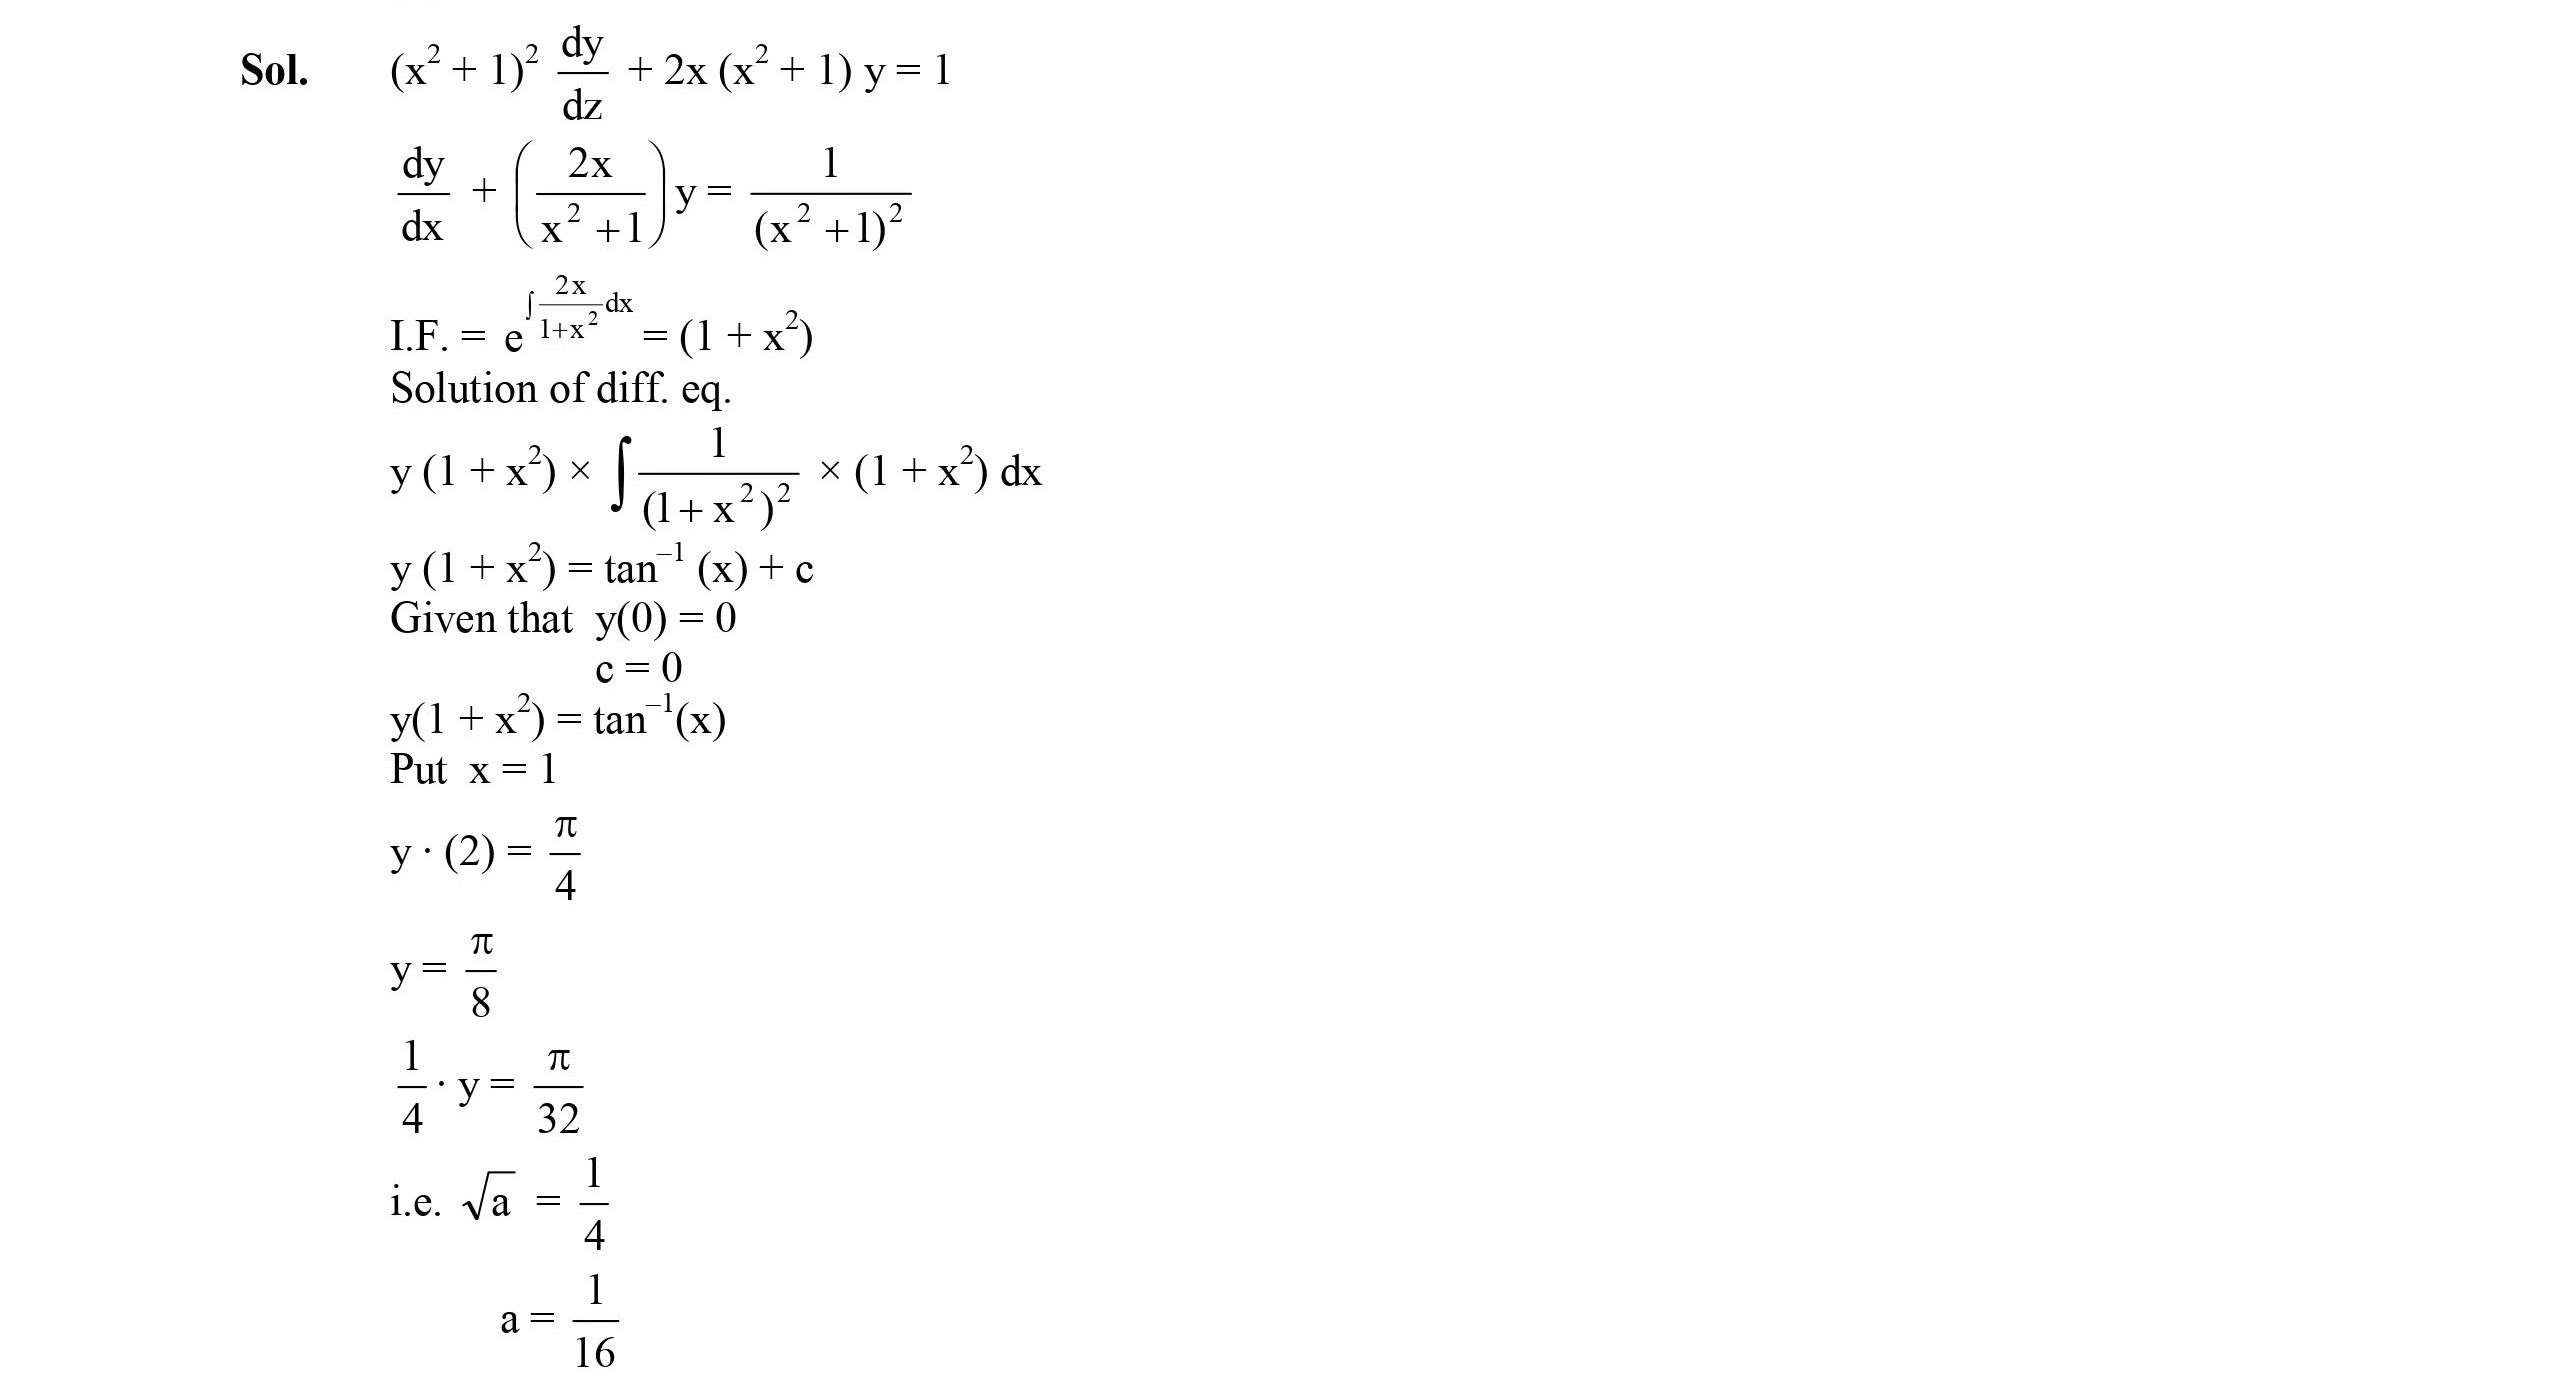 Sol. (x² + 1)² dy/dz + 2x (x² + 1) y = 1
dy/dx + (2x/(x² +1)) y = 1/(x² +1)²
I.F. = e^(∫ 2x/(1+x²) dx) = (1 + x²)
Solution of diff. eq.
y (1 + x²) × ∫ 1/(1+ x²)² × (1 + x²) dx
y (1 + x²) = tan⁻¹ (x) + c
Given that y(0) = 0
c = 0
y(1 + x²) = tan⁻¹(x)
Put x = 1
y · (2) = π/4
y = π/8
1/4 · y = π/32
i.e. √a = 1/4
a = 1/16